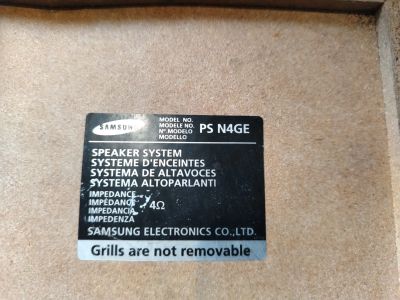 SAMSUNG
MODEL NO.
MODELE NO.
Nº.MODELO
MODELLO
PS N4GE
SPEAKER SYSTEM
SYSTEME D'ENCEINTES
SYSTEMA DE ALTAVOCES
SYSTEMA ALTOPARLANTI
IMPEDANCE
IMPÉDANCE
IMPEDANCIA
IMPEDENZA
4Ω
SAMSUNG ELECTRONICS CO.,LTD.
Grills are not removable